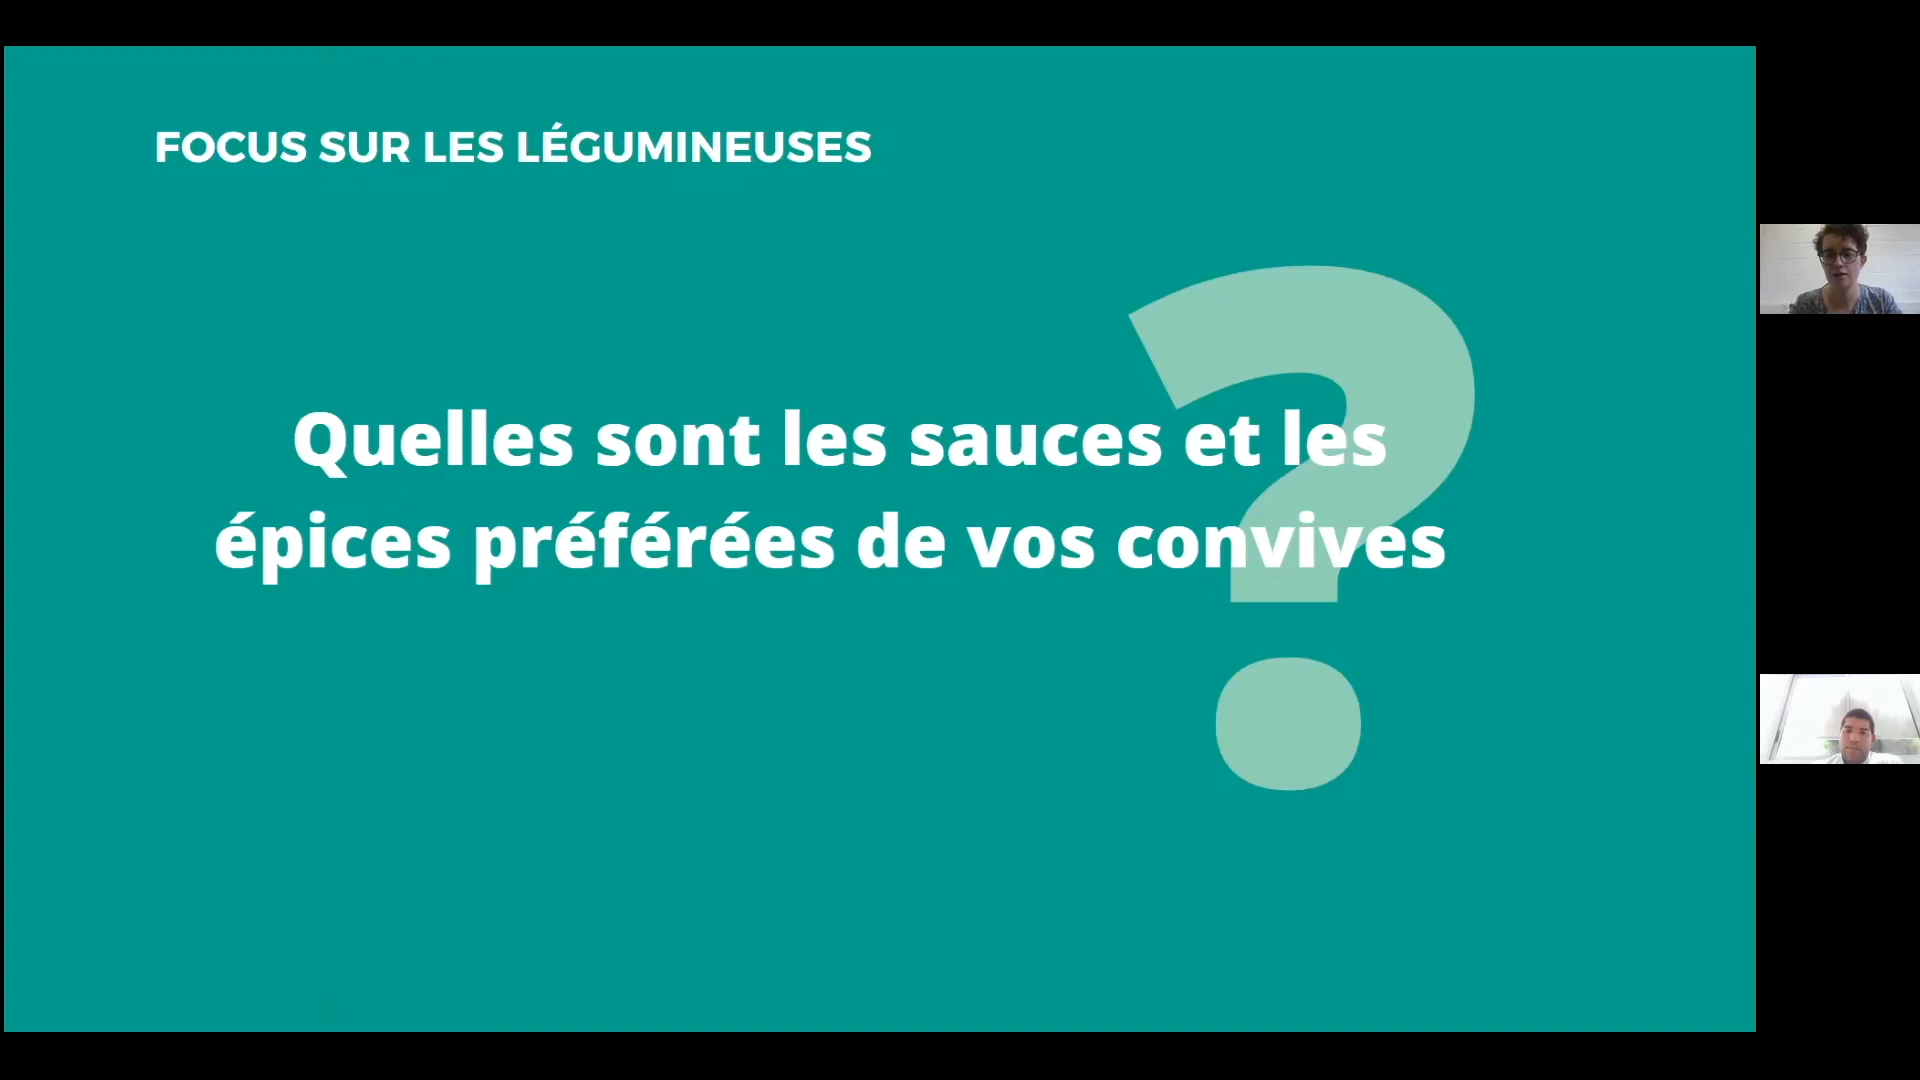 FOCUS SUR LES LÉGUMINEUSES
Quelles sont les sauces et les
épices préférées de vos convives
?